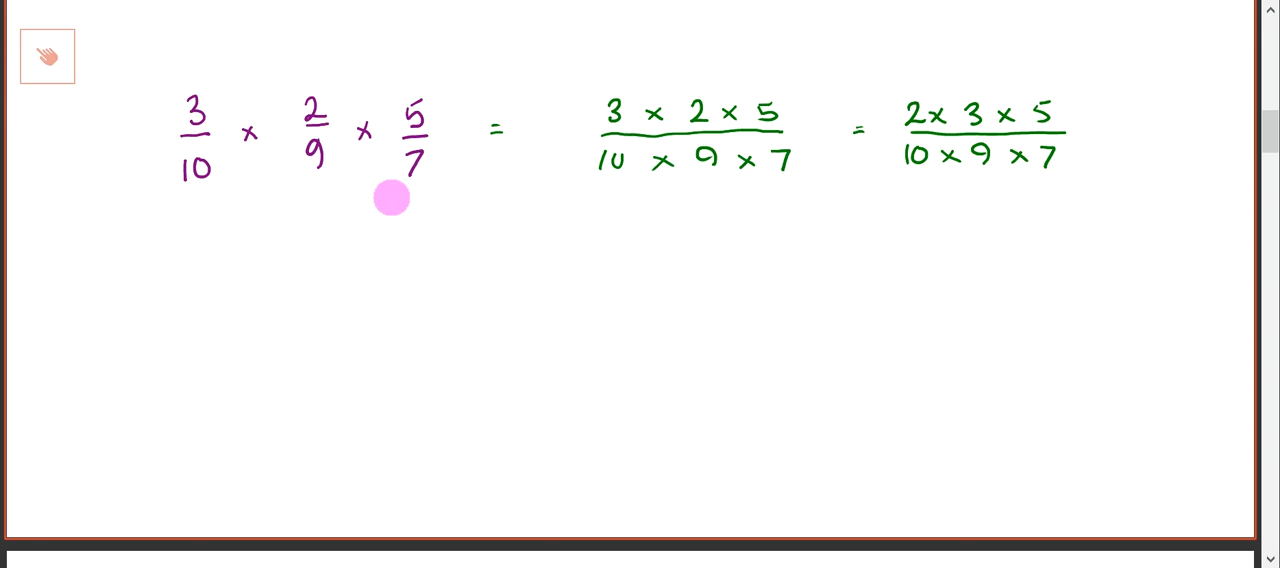 3/10 × 2/9 × 5/7 = (3 × 2 × 5)/(10 × 9 × 7) = (2 × 3 × 5)/(10 × 9 × 7)